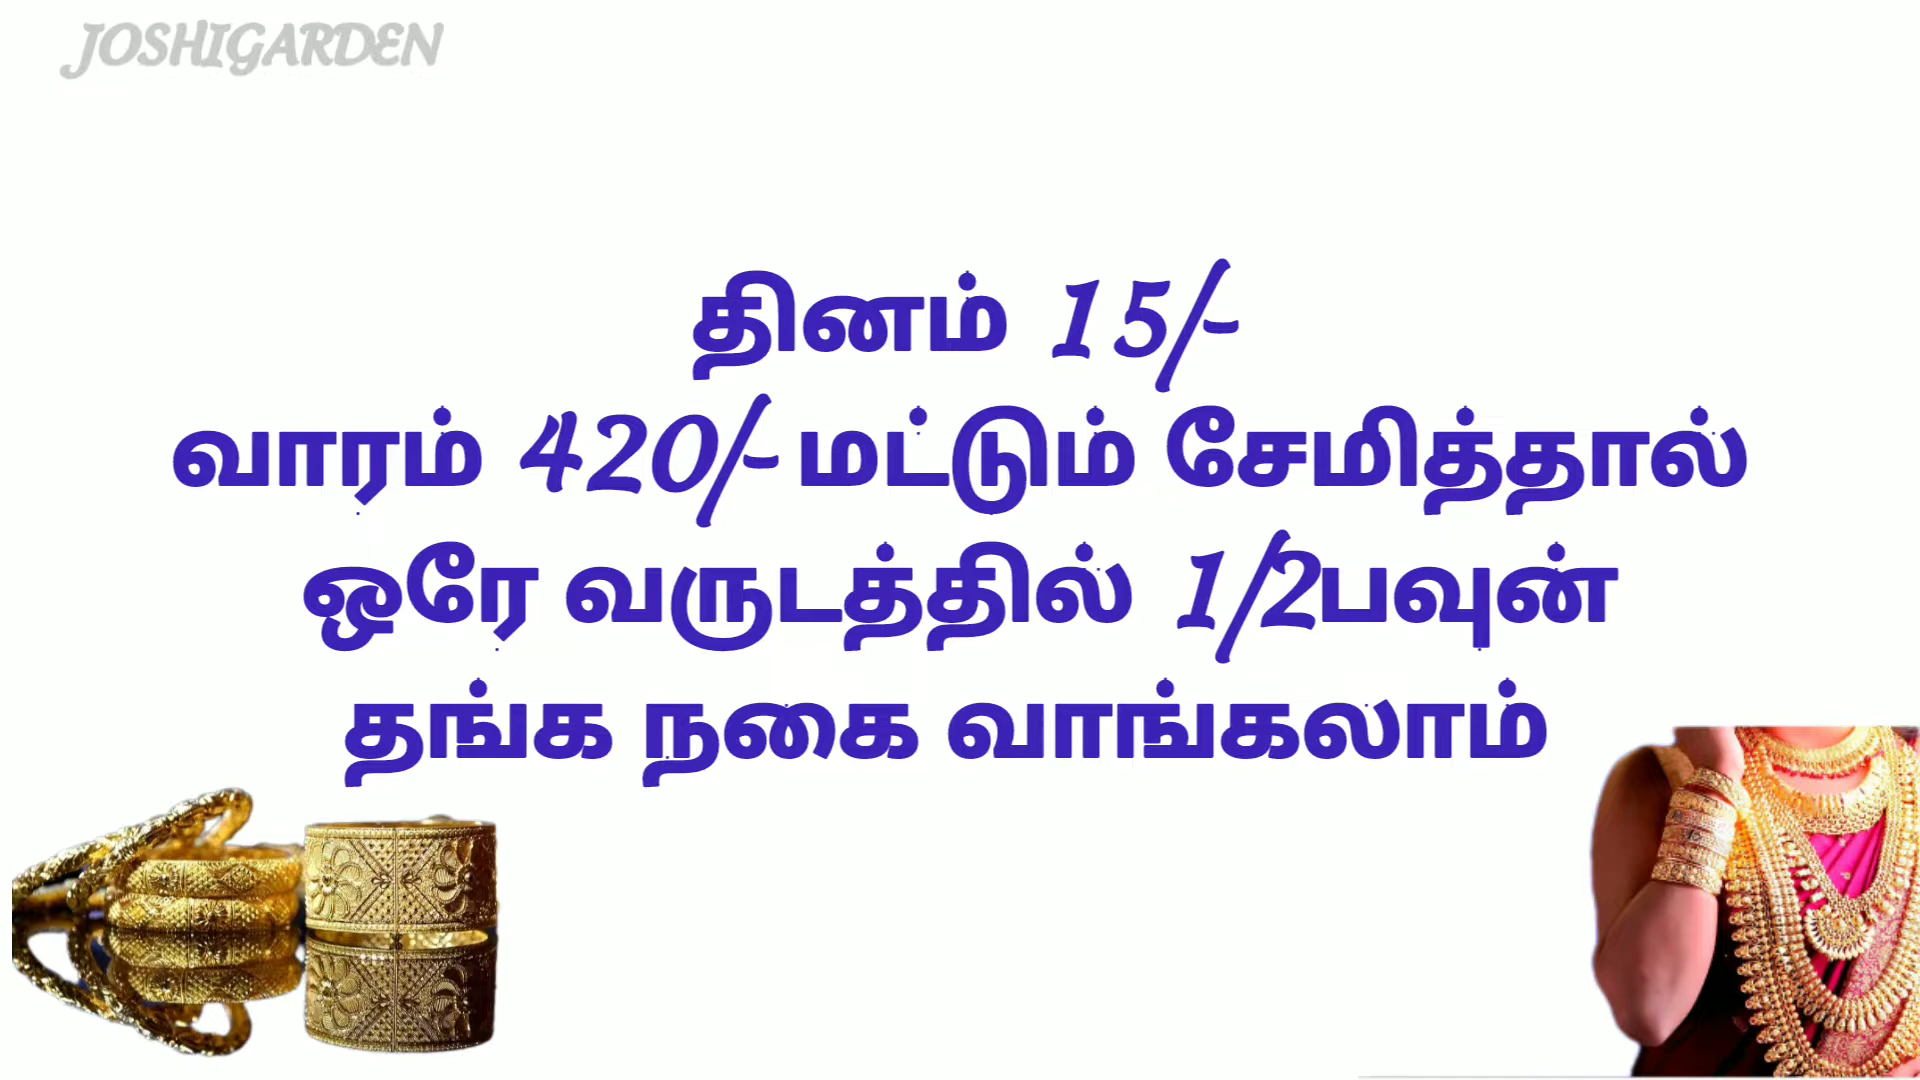 JOSHIGARDEN
தினம் 15/-
வாரம் 420/- மட்டும் சேமித்தால்
ஒரே வருடத்தில் 1/2பவுன்
தங்க நகை வாங்கலாம்